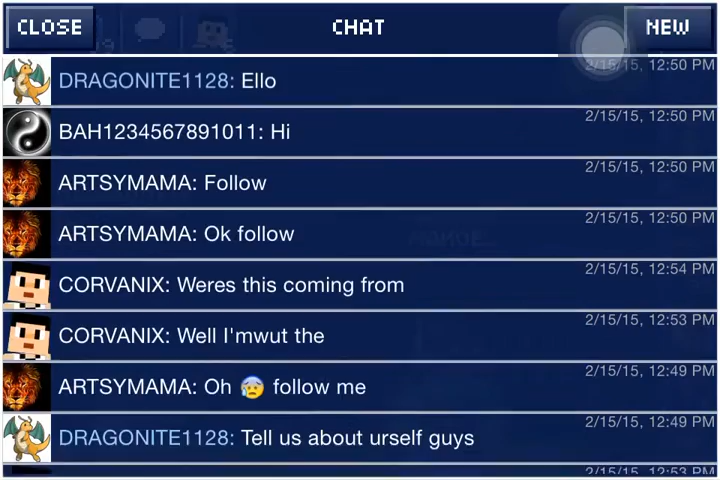 CLOSE
CHAT
NEW
2/15/15, 12:50 PM
DRAGONITE1128: Ello
2/15/15, 12:50 PM
BAH1234567891011: Hi
2/15/15, 12:50 PM
ARTSYMAMA: Follow
2/15/15, 12:50 PM
ARTSYMAMA: Ok follow
2/15/15, 12:54 PM
CORVANIX: Weres this coming from
2/15/15, 12:53 PM
CORVANIX: Well I'mwut the
2/15/15, 12:49 PM
ARTSYMAMA: Oh 😰 follow me
2/15/15, 12:49 PM
DRAGONITE1128: Tell us about urself guys
2/15/15, 12:53 PM